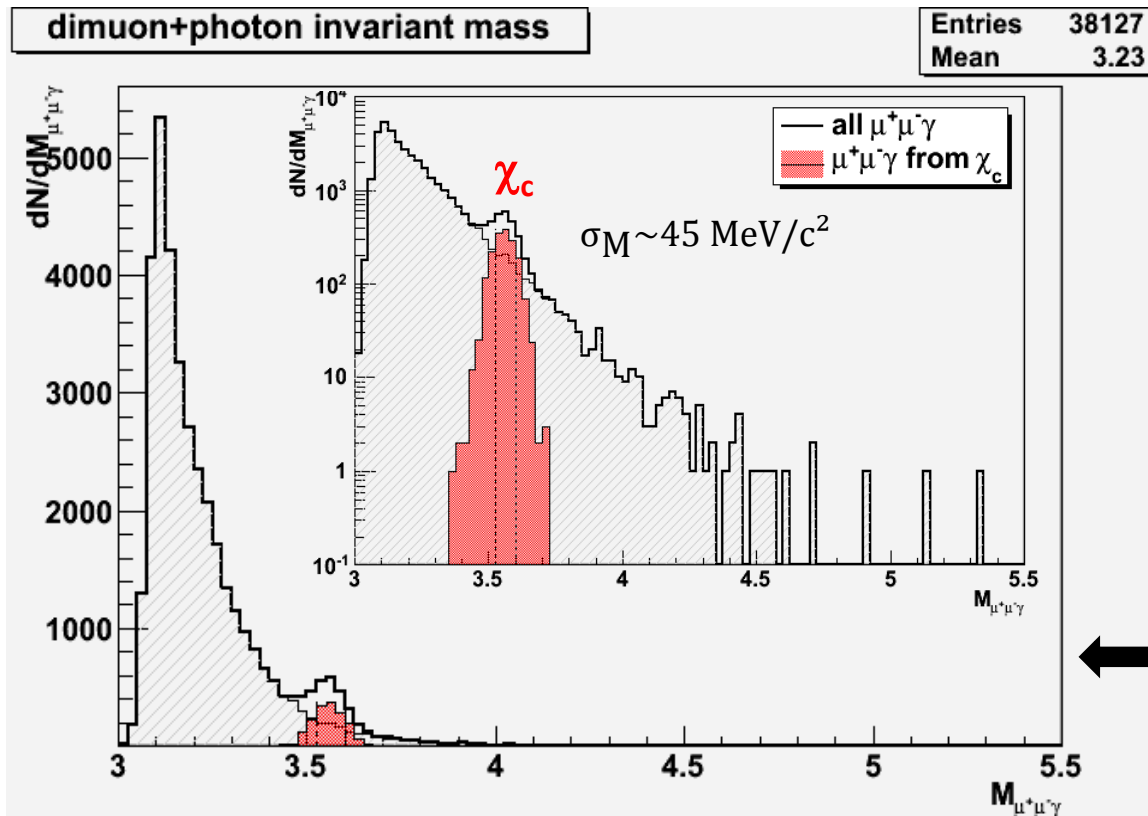 dimuon+photon invariant mass
Entries 38127
Mean 3.23
dN/dMμ⁺μ⁻γ
5000
4000
3000
2000
1000
3 3.5 4 4.5 5 5.5
Mμ⁺μ⁻γ
dN/dMμ⁺μ⁻γ
10⁴
10³
10²
10
1
10⁻¹
3 3.5 4 4.5 5 5.5
Mμ⁺μ⁻γ
all μ⁺μ⁻γ
μ⁺μ⁻γ from χc
χc
σM~45 MeV/c²